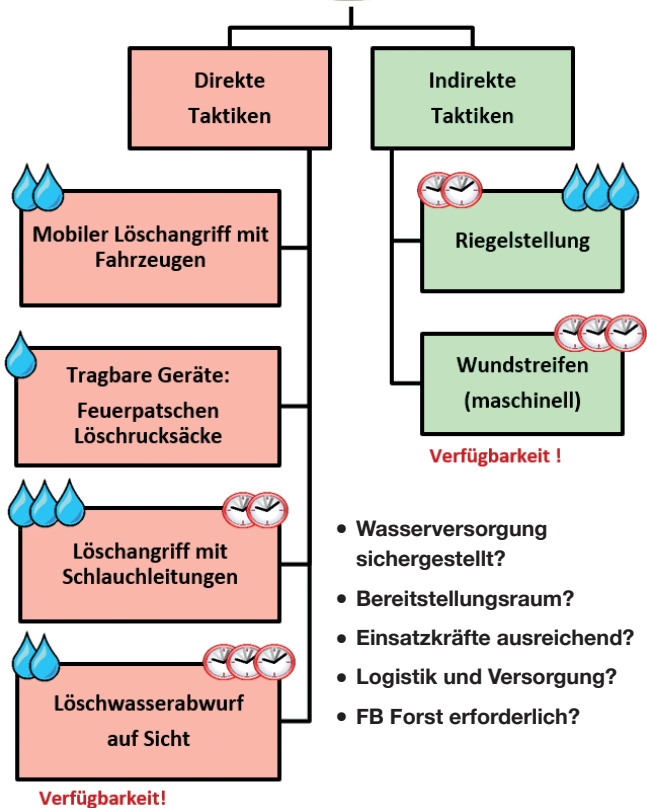 Direkte
Taktiken
Indirekte
Taktiken
Mobiler Löschangriff mit
Fahrzeugen
Tragbare Geräte:
Feuerpatschen
Löschrucksäcke
Löschangriff mit
Schlauchleitungen
Löschwasserabwurf
auf Sicht
Verfügbarkeit!
Riegelstellung
Wundstreifen
(maschinell)
Verfügbarkeit !
• Wasserversorgung
sichergestellt?
• Bereitstellungsraum?
• Einsatzkräfte ausreichend?
• Logistik und Versorgung?
• FB Forst erforderlich?